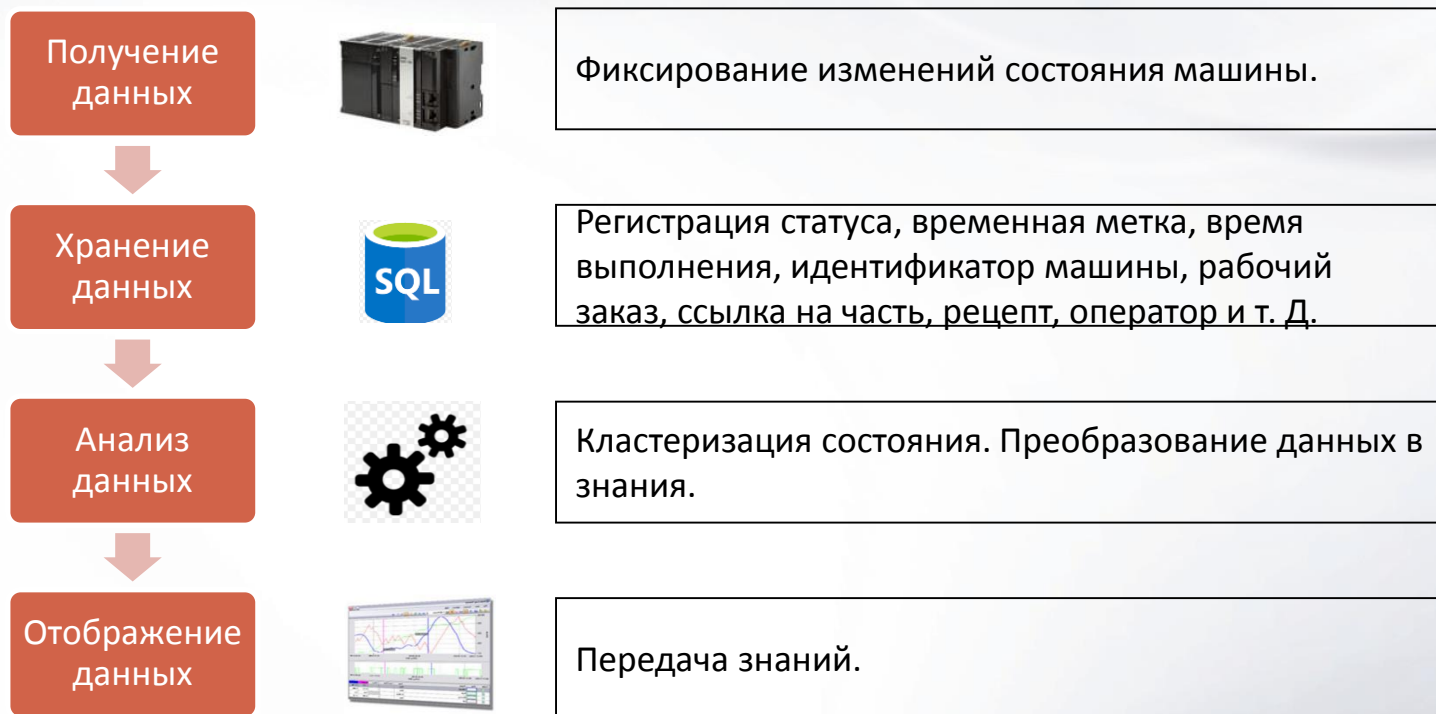 Получение
данных
Фиксирование изменений состояния машины.
Хранение
данных
SQL
Регистрация статуса, временная метка, время
выполнения, идентификатор машины, рабочий
заказ, ссылка на часть, рецепт, оператор и т. Д.
Анализ
данных
Кластеризация состояния. Преобразование данных в
знания.
Отображение
данных
Передача знаний.